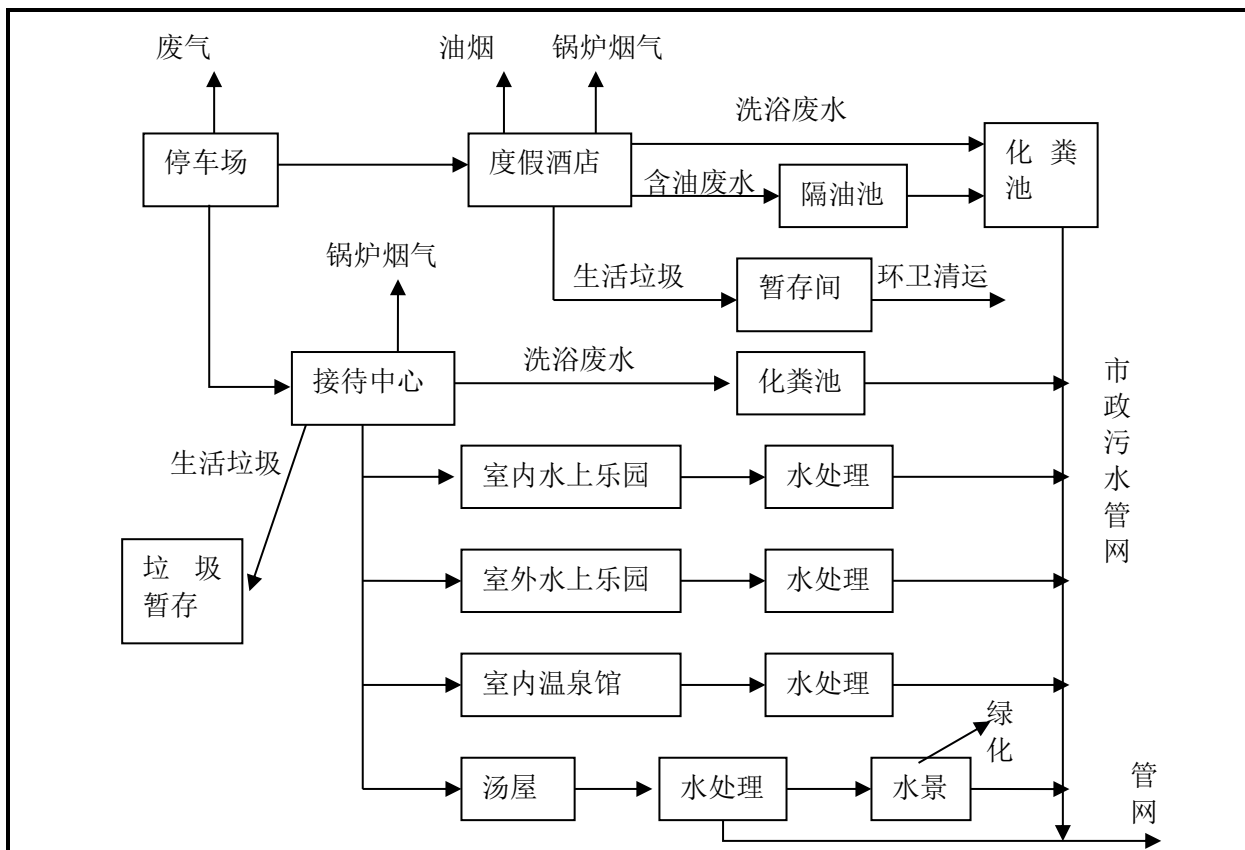 废气
油烟
锅炉烟气
洗浴废水
停车场
度假酒店
化粪
池
含油废水
隔油池
锅炉烟气
生活垃圾
暂存间
环卫清运
接待中心
洗浴废水
化粪池
市
政
污
水
管
网
生活垃圾
室内水上乐园
水处理
垃圾
暂存
室外水上乐园
水处理
室内温泉馆
水处理
绿
化
汤屋
水处理
水景
管
网